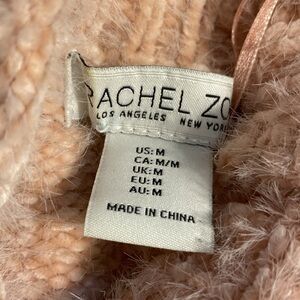 RACHEL ZO
LOS ANGELES NEW YORK
US: M
CA: M/M
UK: M
EU: M
AU: M
MADE IN CHINA